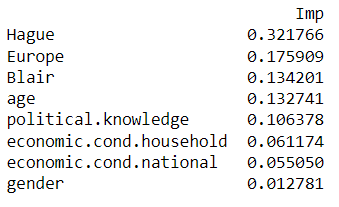 Imp
Hague 0.321766
Europe 0.175909
Blair 0.134201
age 0.132741
political.knowledge 0.106378
economic.cond.household 0.061174
economic.cond.national 0.055050
gender 0.012781